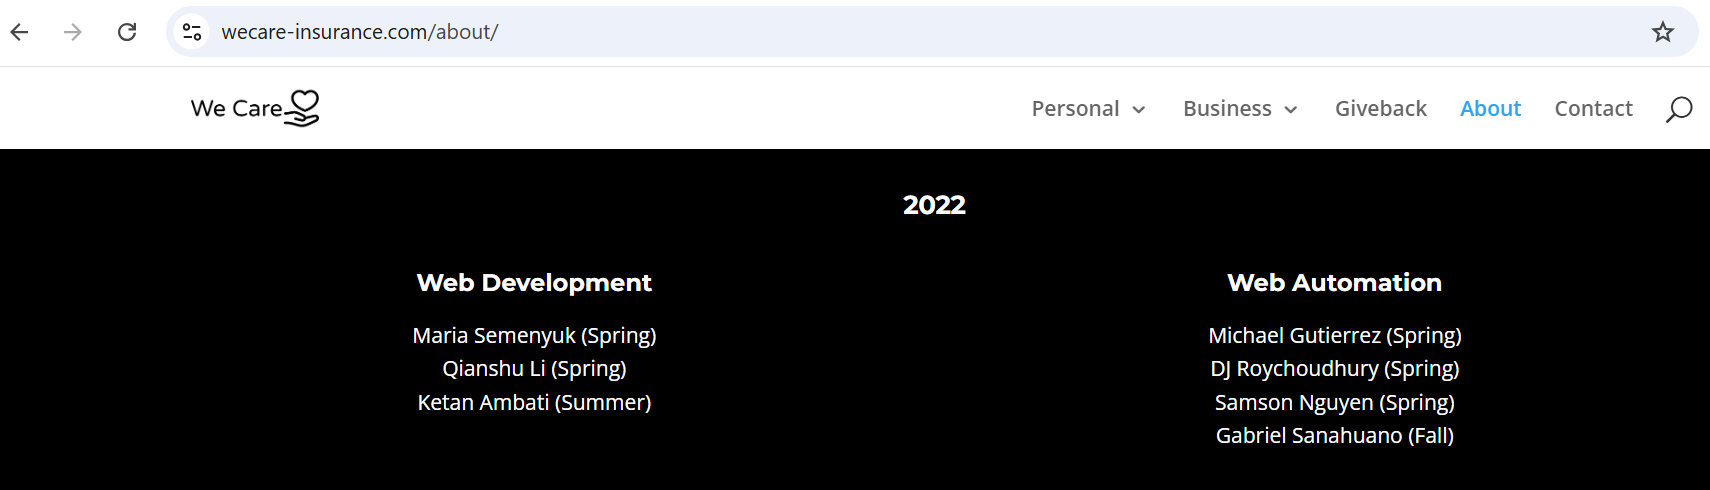 wecare-insurance.com/about/
We Care
Personal
Business
Giveback
About
Contact
2022
Web Development
Maria Semenyuk (Spring)
Qianshu Li (Spring)
Ketan Ambati (Summer)
Web Automation
Michael Gutierrez (Spring)
DJ Roychoudhury (Spring)
Samson Nguyen (Spring)
Gabriel Sanahuano (Fall)